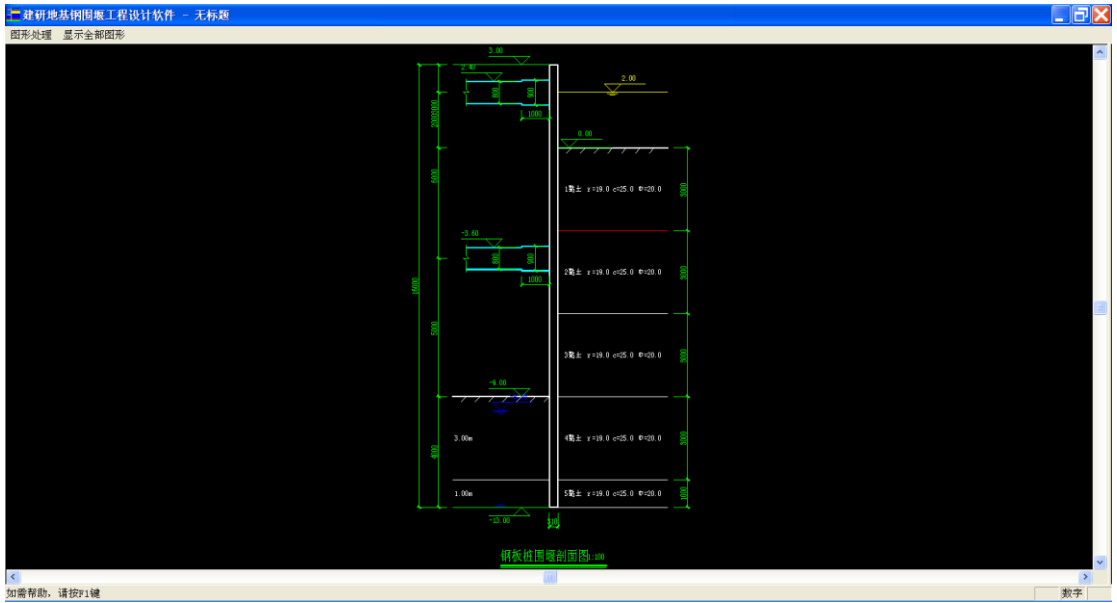 建研地基钢围堰工程设计软件 - 无标题
图形处理 显示全部图形
3.00
2.40
2.00
800
900
1000
20001000
0.00
6000
1黏土 r=19.0 c=25.0 Φ=20.0
3000
-3.60
800
900
1000
2黏土 r=19.0 c=25.0 Φ=20.0
3000
16000
5000
3黏土 r=19.0 c=25.0 Φ=20.0
3000
-9.00
3.00m
4黏土 r=19.0 c=25.0 Φ=20.0
3000
4000
1.00m
5黏土 r=19.0 c=25.0 Φ=20.0
1000
-13.00
310
钢板桩围堰剖面图1:100
如需帮助，请按F1键
数字